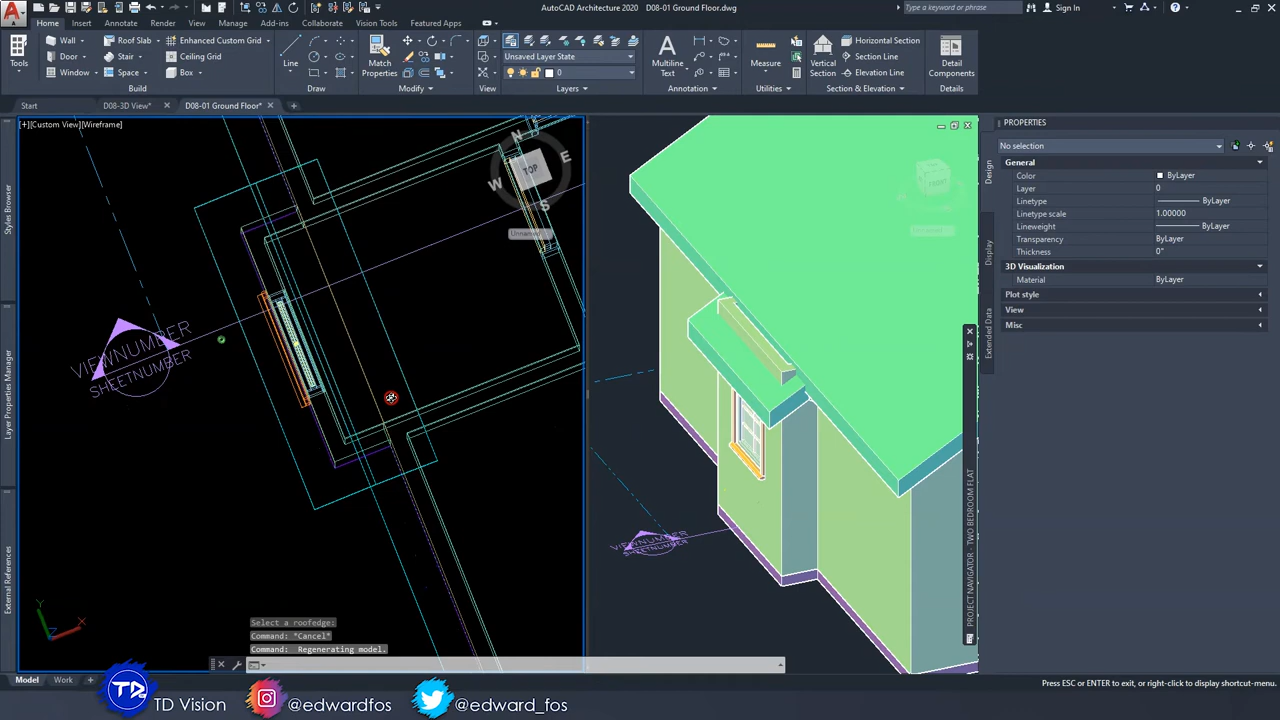 AutoCAD Architecture 2020 D08-01 Ground Floor.dwg
Type a keyword or phrase
Sign In
Home Insert Annotate Render View Manage Collaborate Vision Tools Featured Apps
Tools
Wall
Door
Window
Roof Slab
Stair
Space
Enhanced Custom Grid
Ceiling Grid
Box
Build
Line
Draw
Match
Properties
Modify
View
Unsaved Layer State
0
Layers
Multiline
Text
Annotation
Measure
Utilities
Vertical
Section
Horizontal Section
Section Line
Elevation Line
Section & Elevation
Detail
Components
Details
Start D08-3D View* D08-01 Ground Floor*
[+][Custom View][Wireframe]
N
W TOP E
S
Unnamed
VIEWNUMBER
SHEETNUMBER
VIEWNUMBER
SHEETNUMBER
Y
X
Z
Styles Browser
Layer Properties Manager
External References
Select a roofedge:
Command: *Cancel*
Command: Regenerating model.
PROJECT NAVIGATOR - TWO BEDROOM FLAT
PROPERTIES
No selection
General
Color ByLayer
Layer 0
Linetype ByLayer
Linetype scale 1.00000
Lineweight ByLayer
Transparency ByLayer
Thickness 0"
3D Visualization
Material ByLayer
Plot style
View
Misc
Design
Display
Extended Data
Model Work
Press ESC or ENTER to exit, or right-click to display shortcut-menu.
TD TD Vision @edwardfos @edward_fos